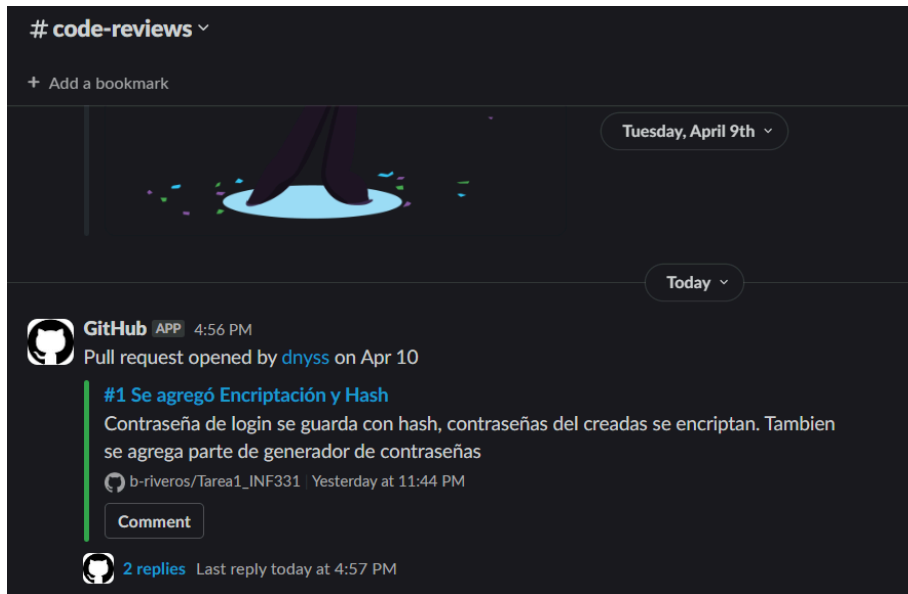 # code-reviews
+ Add a bookmark
Tuesday, April 9th
Today
GitHub APP 4:56 PM
Pull request opened by dnyss on Apr 10
#1 Se agregó Encriptación y Hash
Contraseña de login se guarda con hash, contraseñas del creadas se encriptan. Tambien
se agrega parte de generador de contraseñas
b-riveros/Tarea1_INF331 Yesterday at 11:44 PM
Comment
2 replies Last reply today at 4:57 PM